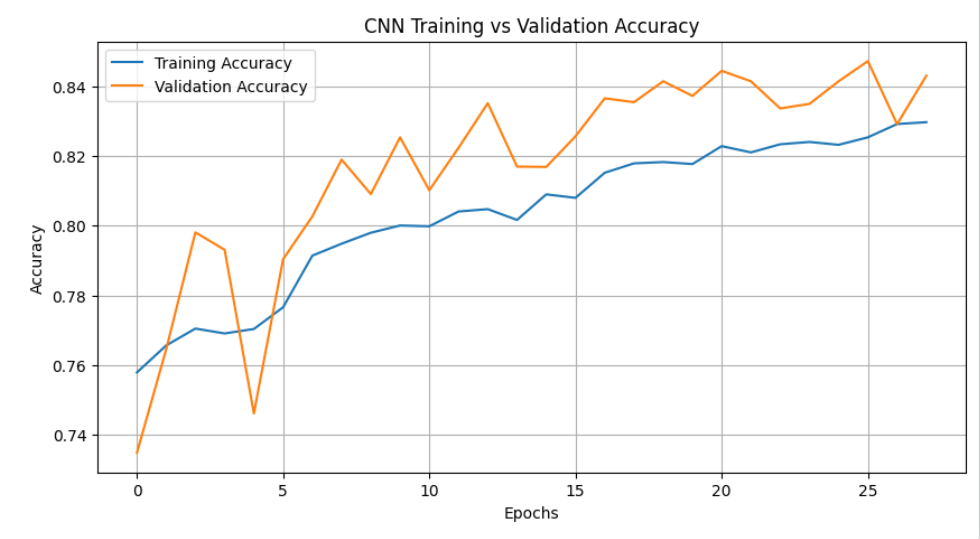 CNN Training vs Validation Accuracy
Training Accuracy
Validation Accuracy
0.84
0.82
0.80
0.78
0.76
0.74
Accuracy
0 5 10 15 20 25
Epochs